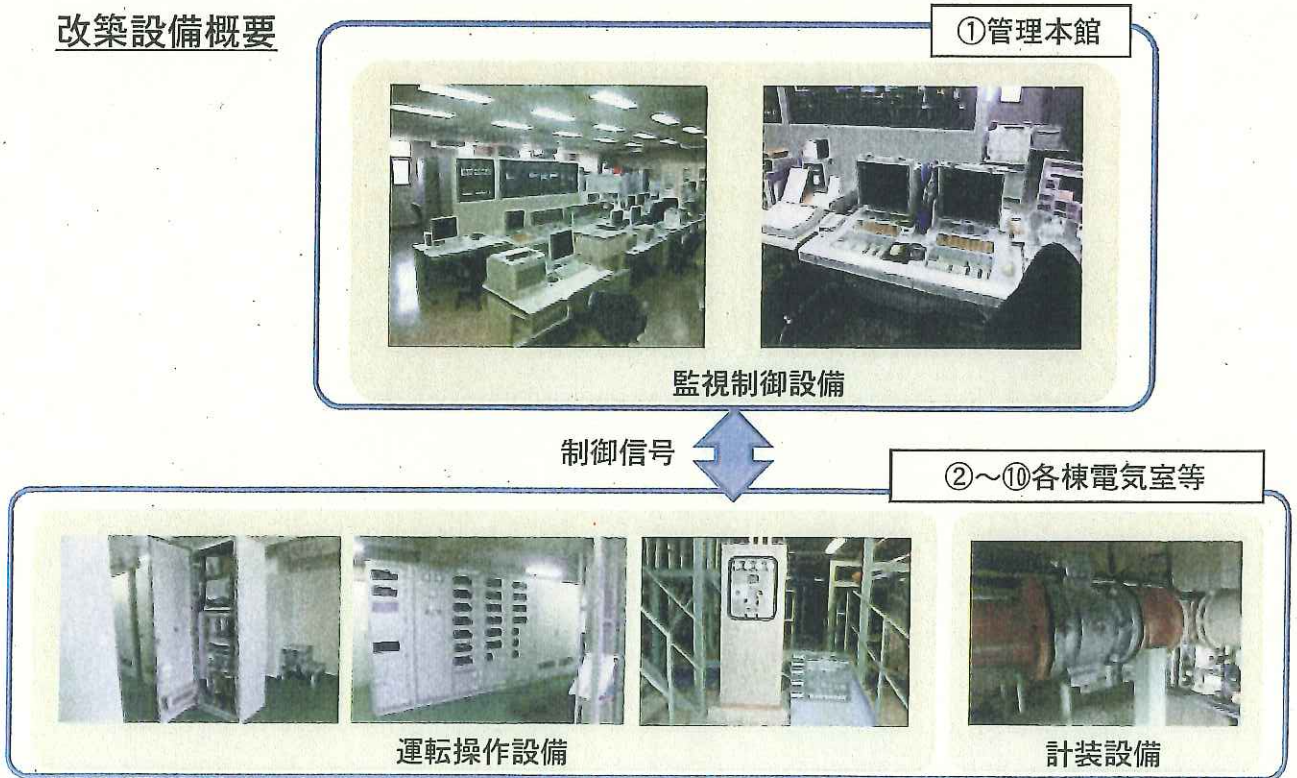 改築設備概要
①管理本館
監視制御設備
制御信号
②～⑩各棟電気室等
運転操作設備
計装設備